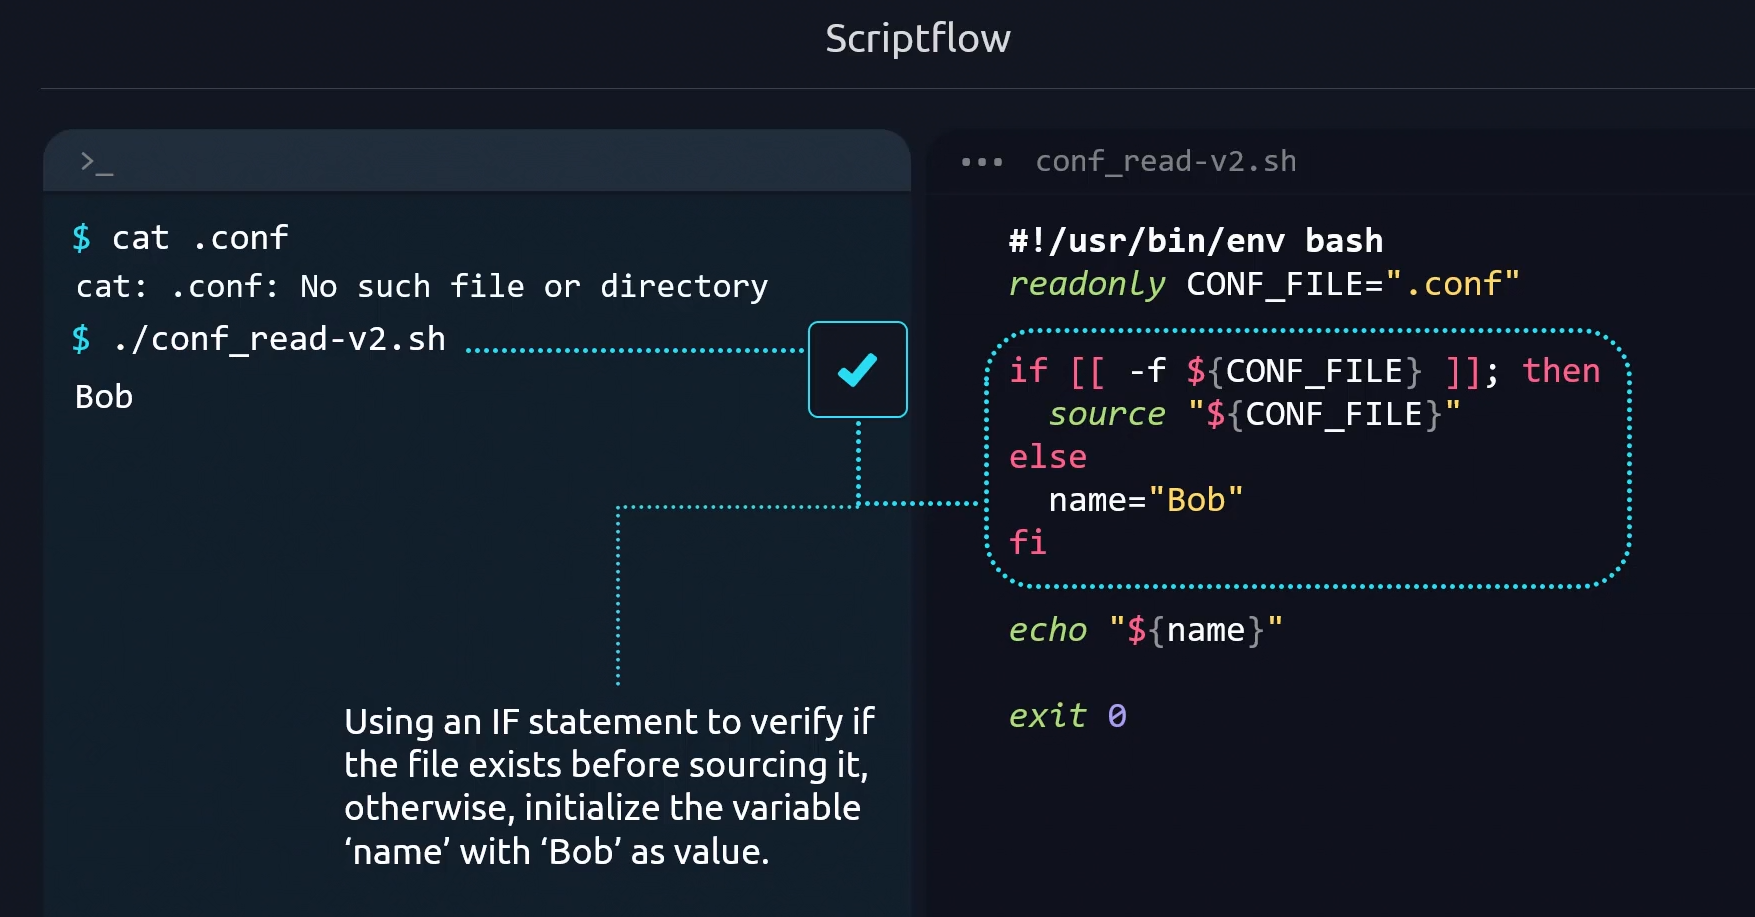 Scriptflow
>_
$ cat .conf
cat: .conf: No such file or directory
$ ./conf_read-v2.sh
Bob
Using an IF statement to verify if
the file exists before sourcing it,
otherwise, initialize the variable
‘name’ with ‘Bob’ as value.
••• conf_read-v2.sh
#!/usr/bin/env bash
readonly CONF_FILE=".conf"
if [[ -f ${CONF_FILE} ]]; then
  source "${CONF_FILE}"
else
  name="Bob"
fi
echo "${name}"
exit 0